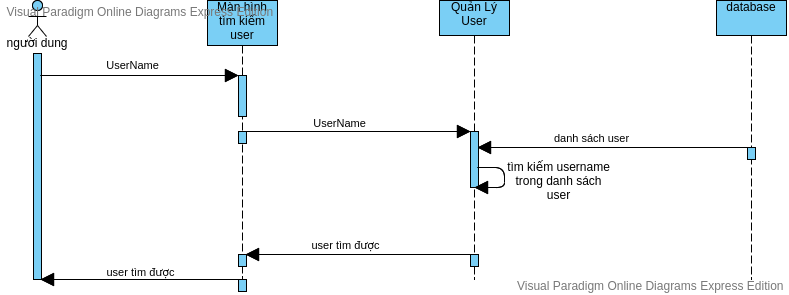 Visual Paradigm Online Diagrams Express Edition
Màn hình
tìm kiếm
user
Quản Lý
User
database
người dung
UserName
UserName
danh sách user
tìm kiếm username
trong danh sách
user
user tìm được
user tìm được
Visual Paradigm Online Diagrams Express Edition